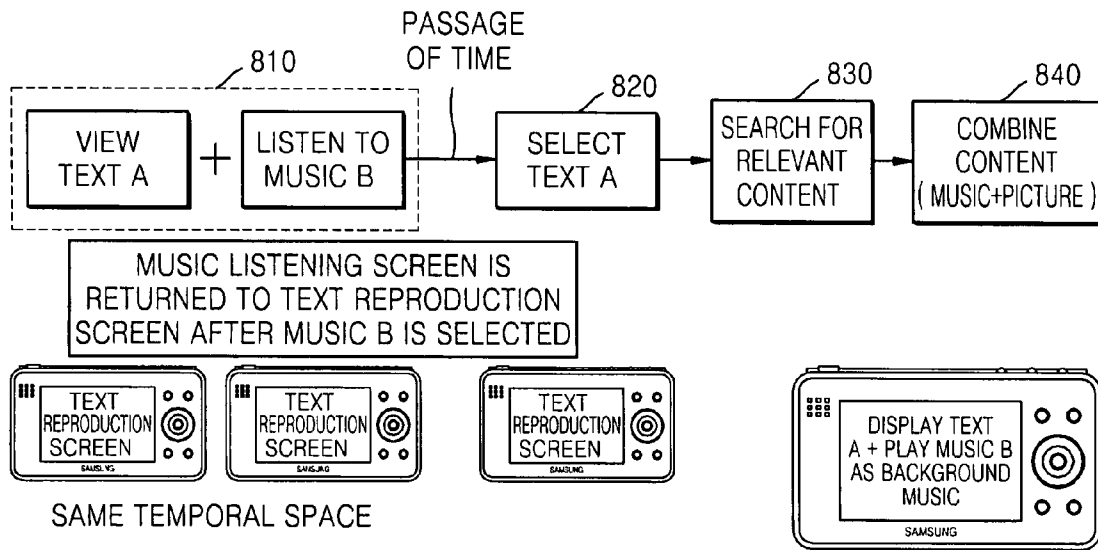 810
PASSAGE
OF TIME
820
830
840
VIEW
TEXT A
+
LISTEN TO
MUSIC B
SELECT
TEXT A
SEARCH FOR
RELEVANT
CONTENT
COMBINE
CONTENT
( MUSIC+PICTURE )
MUSIC LISTENING SCREEN IS
RETURNED TO TEXT REPRODUCTION
SCREEN AFTER MUSIC B IS SELECTED
TEXT
REPRODUCTION
SCREEN
SAMSUNG
TEXT
REPRODUCTION
SCREEN
SAMSUNG
TEXT
REPRODUCTION
SCREEN
SAMSUNG
DISPLAY TEXT
A + PLAY MUSIC B
AS BACKGROUND
MUSIC
SAMSUNG
SAME TEMPORAL SPACE